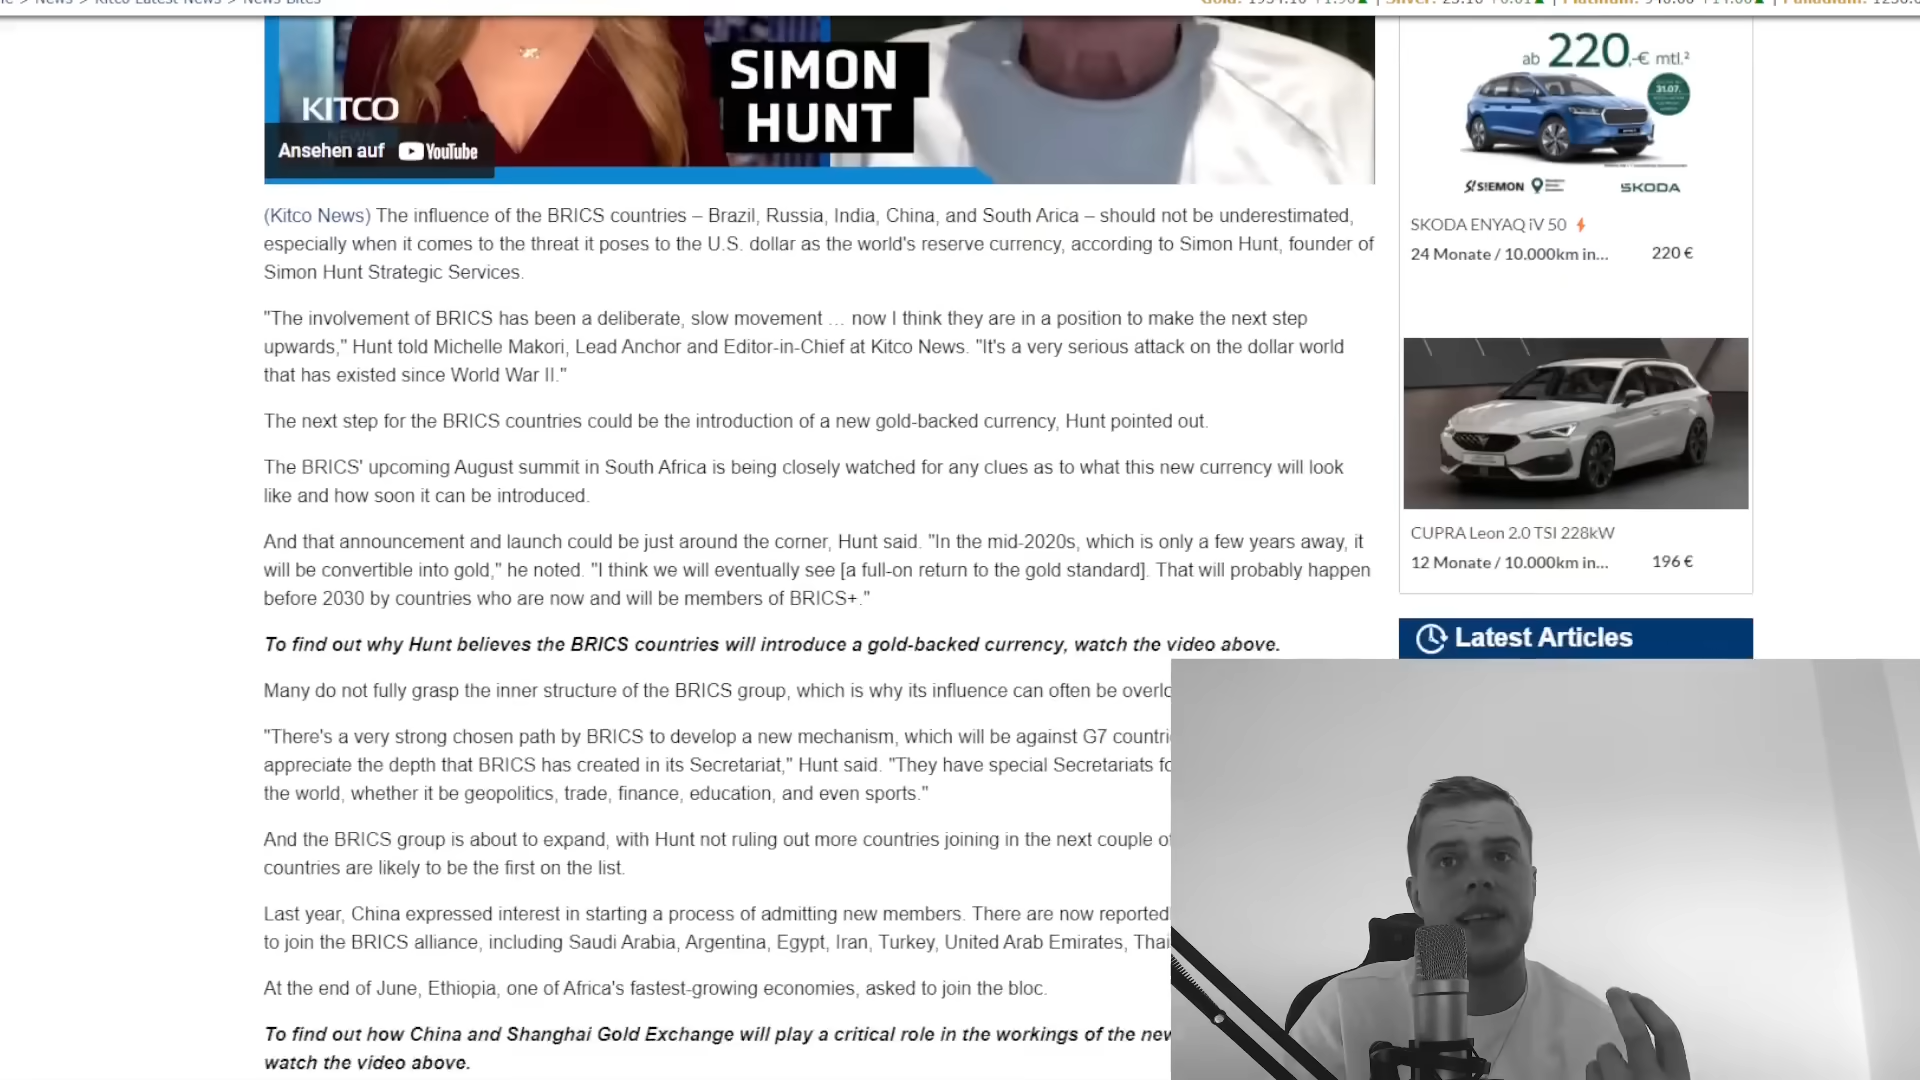 News > Kitco Latest News > News Bites
SIMON
HUNT
KITCO
NEWS
Ansehen auf YouTube
(Kitco News) The influence of the BRICS countries – Brazil, Russia, India, China, and South Arica – should not be underestimated,
especially when it comes to the threat it poses to the U.S. dollar as the world's reserve currency, according to Simon Hunt, founder of
Simon Hunt Strategic Services.
"The involvement of BRICS has been a deliberate, slow movement … now I think they are in a position to make the next step
upwards," Hunt told Michelle Makori, Lead Anchor and Editor-in-Chief at Kitco News. "It's a very serious attack on the dollar world
that has existed since World War II."
The next step for the BRICS countries could be the introduction of a new gold-backed currency, Hunt pointed out.
The BRICS' upcoming August summit in South Africa is being closely watched for any clues as to what this new currency will look
like and how soon it can be introduced.
And that announcement and launch could be just around the corner, Hunt said. "In the mid-2020s, which is only a few years away, it
will be convertible into gold," he noted. "I think we will eventually see [a full-on return to the gold standard]. That will probably happen
before 2030 by countries who are now and will be members of BRICS+."
To find out why Hunt believes the BRICS countries will introduce a gold-backed currency, watch the video above.
Many do not fully grasp the inner structure of the BRICS group, which is why its influence can often be overlo
"There's a very strong chosen path by BRICS to develop a new mechanism, which will be against G7 countri
appreciate the depth that BRICS has created in its Secretariat," Hunt said. "They have special Secretariats fo
the world, whether it be geopolitics, trade, finance, education, and even sports."
And the BRICS group is about to expand, with Hunt not ruling out more countries joining in the next couple of
countries are likely to be the first on the list.
Last year, China expressed interest in starting a process of admitting new members. There are now reported
to join the BRICS alliance, including Saudi Arabia, Argentina, Egypt, Iran, Turkey, United Arab Emirates, Thai
At the end of June, Ethiopia, one of Africa's fastest-growing economies, asked to join the bloc.
To find out how China and Shanghai Gold Exchange will play a critical role in the workings of the new
watch the video above.
ab 220,-€ mtl.²
31.07.
SIEMON
SKODA
SKODA ENYAQ iV 50
24 Monate / 10.000km in... 220 €
CUPRA Leon 2.0 TSI 228kW
12 Monate / 10.000km in... 196 €
Latest Articles